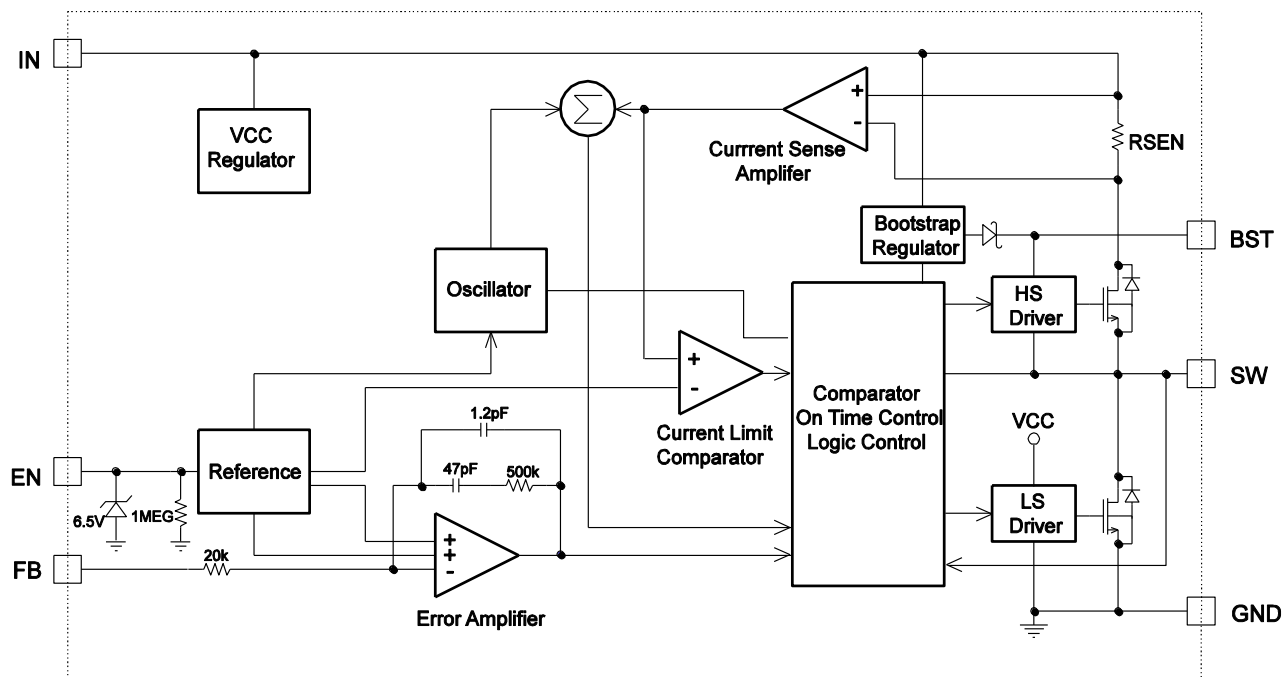 IN
VCC
Regulator
Σ
+
-
Currrent Sense
Amplifer
RSEN
Bootstrap
Regulator
BST
Oscillator
HS
Driver
+
-
Current Limit
Comparator
Comparator
On Time Control
Logic Control
SW
VCC
1.2pF
47pF
500k
EN
Reference
6.5V
1MEG
LS
Driver
FB
20k
+
+
-
Error Amplifier
GND